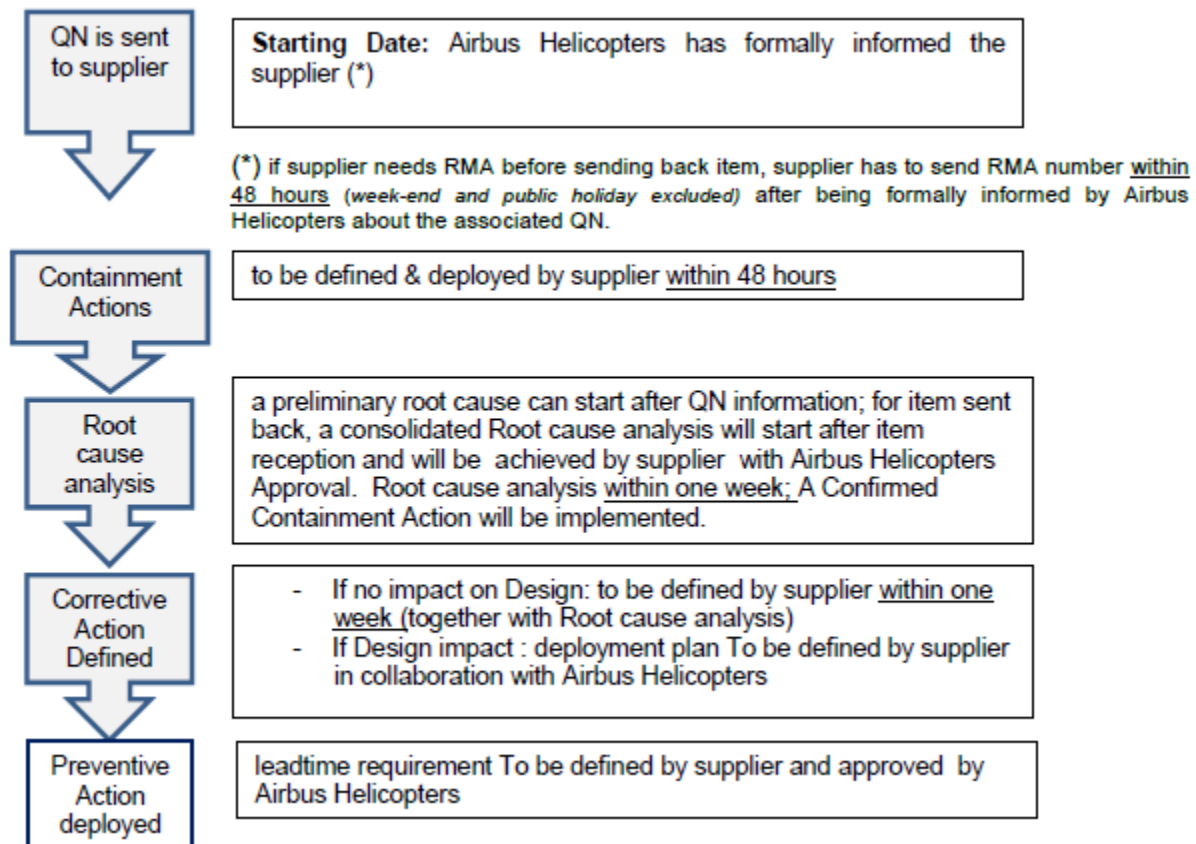 QN is sent
to supplier
Starting Date: Airbus Helicopters has formally informed the
supplier (*)
(*) if supplier needs RMA before sending back item, supplier has to send RMA number within
48 hours (week-end and public holiday excluded) after being formally informed by Airbus
Helicopters about the associated QN.
Containment
Actions
to be defined & deployed by supplier within 48 hours
Root
cause
analysis
a preliminary root cause can start after QN information; for item sent
back, a consolidated Root cause analysis will start after item
reception and will be achieved by supplier with Airbus Helicopters
Approval. Root cause analysis within one week; A Confirmed
Containment Action will be implemented.
Corrective
Action
Defined
- If no impact on Design: to be defined by supplier within one
week (together with Root cause analysis)
- If Design impact : deployment plan To be defined by supplier
in collaboration with Airbus Helicopters
Preventive
Action
deployed
leadtime requirement To be defined by supplier and approved by
Airbus Helicopters